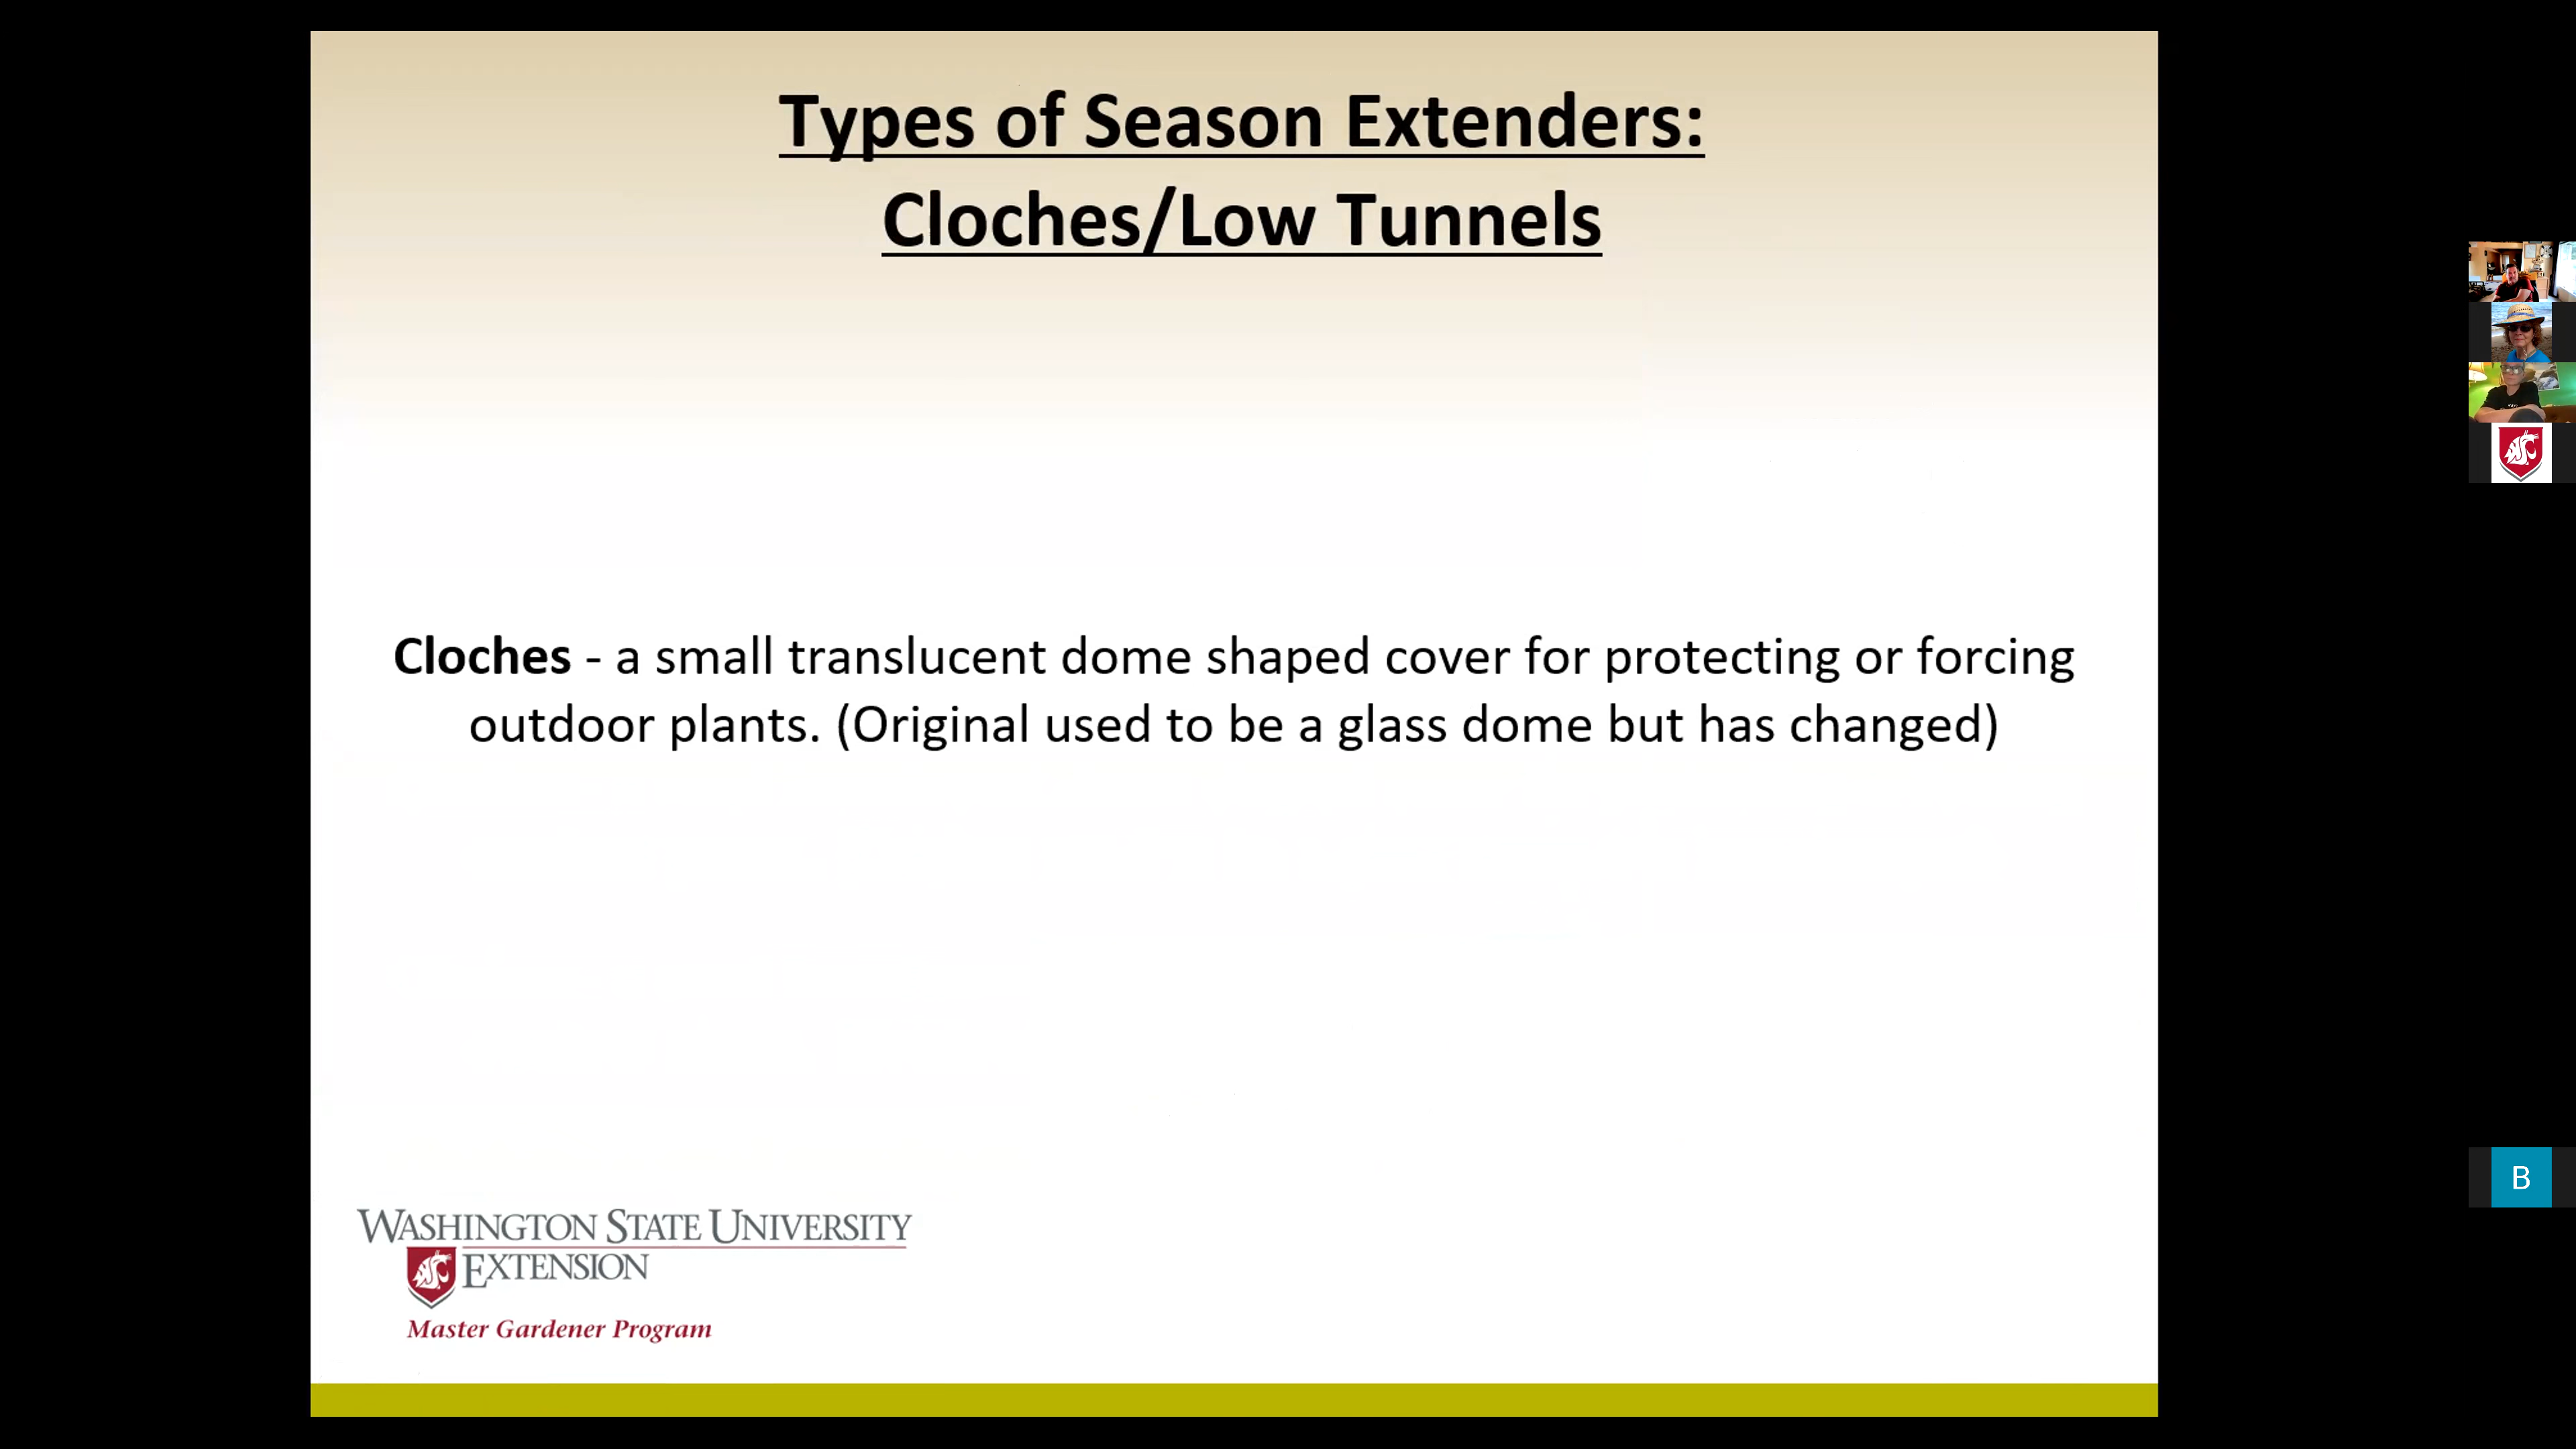 Types of Season Extenders:
Cloches/Low Tunnels
Cloches - a small translucent dome shaped cover for protecting or forcing
outdoor plants. (Original used to be a glass dome but has changed)
WASHINGTON STATE UNIVERSITY
EXTENSION
Master Gardener Program
B